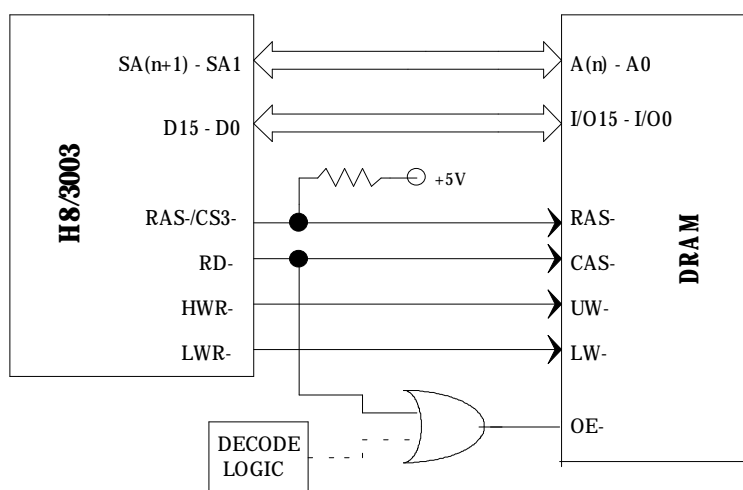 H8/3003
SA(n+1) - SA1
D15 - D0
RAS-/CS3-
RD-
HWR-
LWR-
+5V
A(n) - A0
I/O15 - I/O0
RAS-
CAS-
UW-
LW-
OE-
DRAM
DECODE
LOGIC